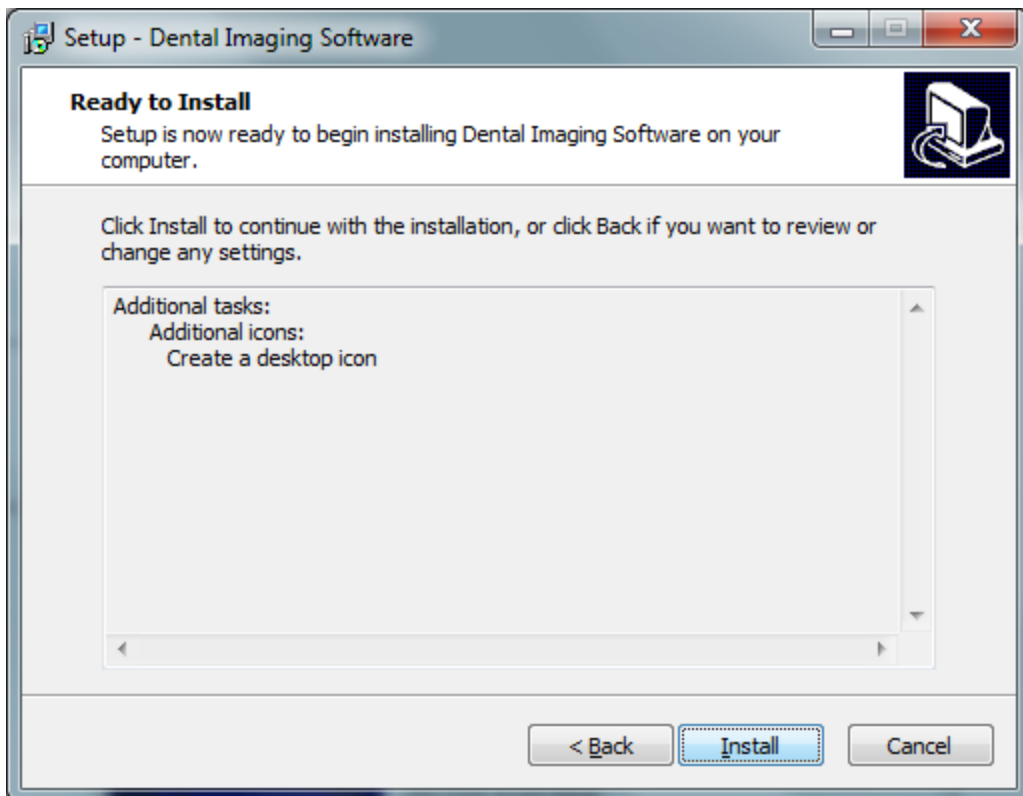 Setup - Dental Imaging Software
Ready to Install
Setup is now ready to begin installing Dental Imaging Software on your
computer.
Click Install to continue with the installation, or click Back if you want to review or
change any settings.
Additional tasks:
Additional icons:
Create a desktop icon
< Back
Install
Cancel